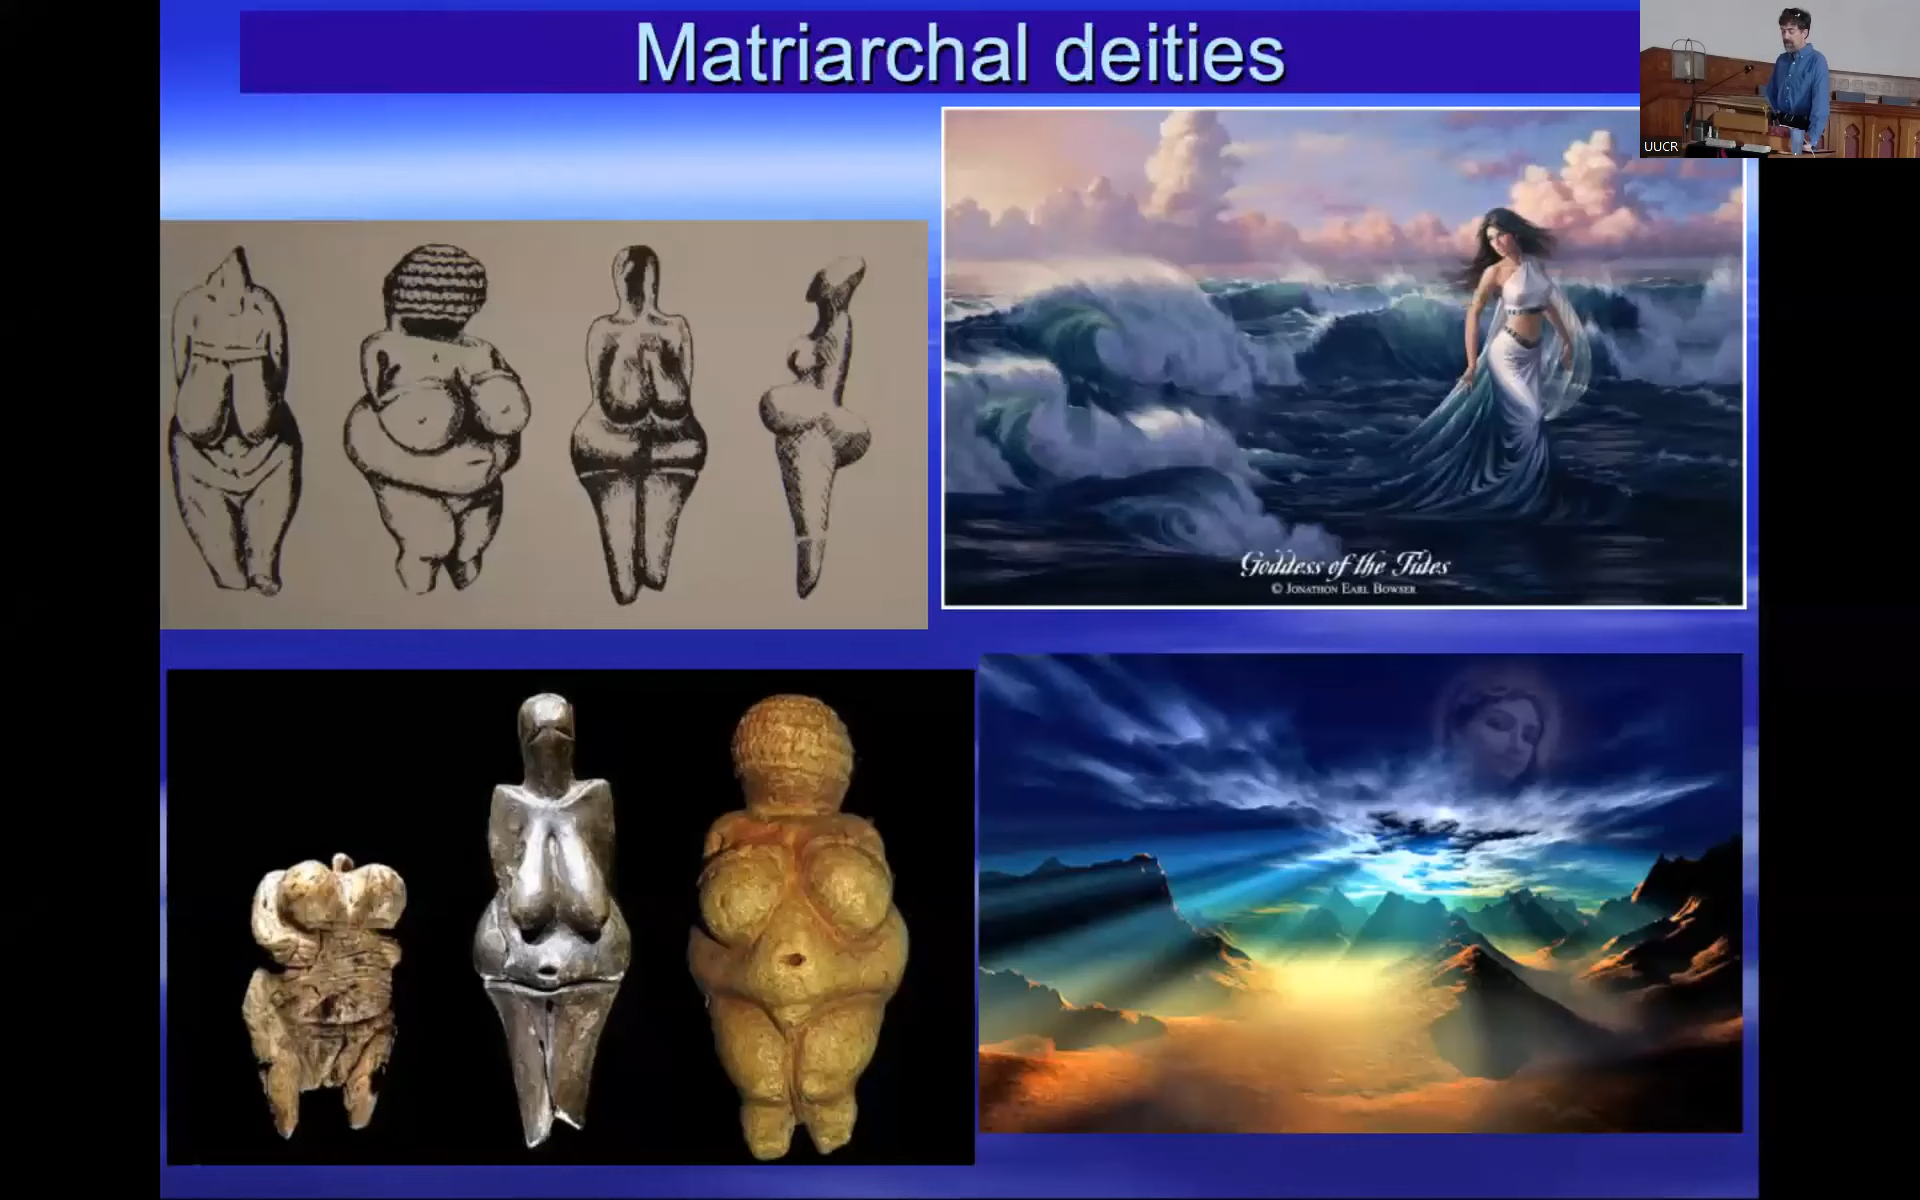 Matriarchal deities
UUCR
Goddess of the Tides
© Jonathon Earl Bowser